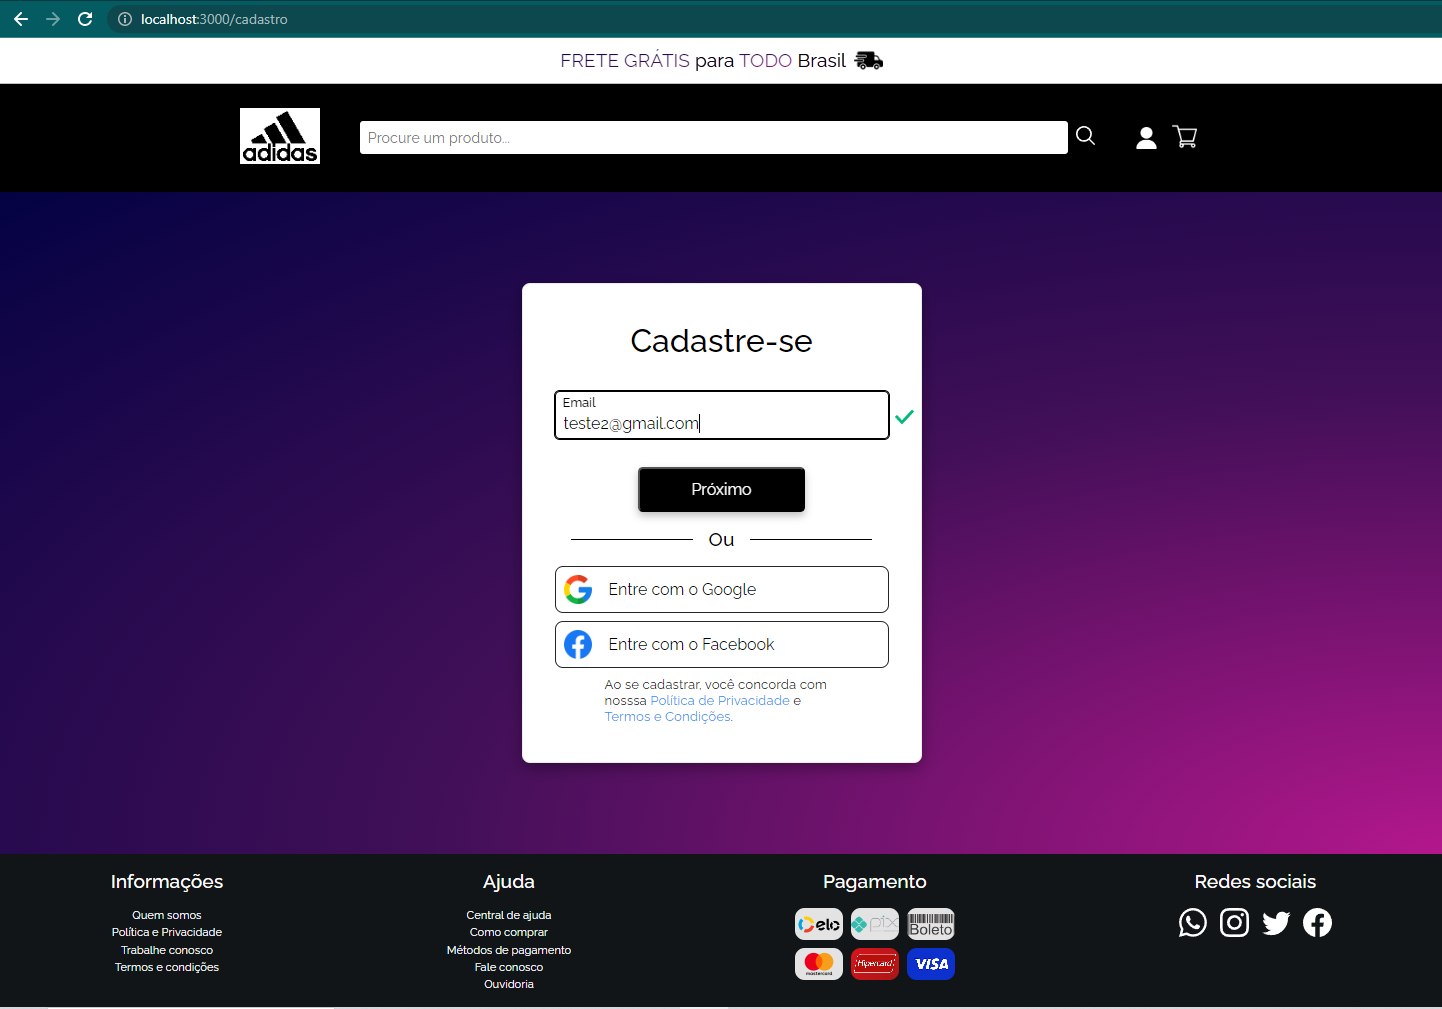 localhost:3000/cadastro
FRETE GRÁTIS para TODO Brasil
adidas
Procure um produto...
Cadastre-se
Email
teste2@gmail.com
Próximo
Ou
Entre com o Google
Entre com o Facebook
Ao se cadastrar, você concorda com
nosssa Política de Privacidade e
Termos e Condições.
Informações
Quem somos
Política e Privacidade
Trabalhe conosco
Termos e condições
Ajuda
Central de ajuda
Como comprar
Métodos de pagamento
Fale conosco
Ouvidoria
Pagamento
elo pix Boleto
mastercard Hipercard VISA
Redes sociais